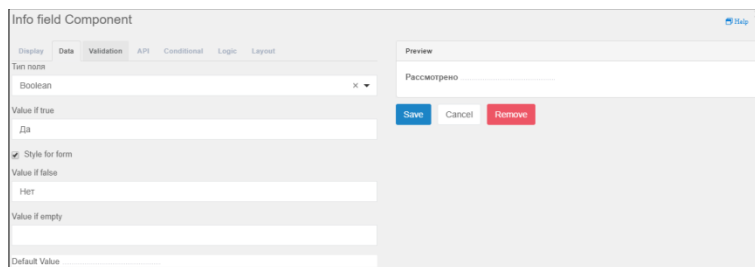 Info field Component
Help
Display Data Validation API Conditional Logic Layout
Тип поля
Boolean
Value if true
Да
Style for form
Value if false
Нет
Value if empty
Default Value
Preview
Рассмотрено
Save Cancel Remove